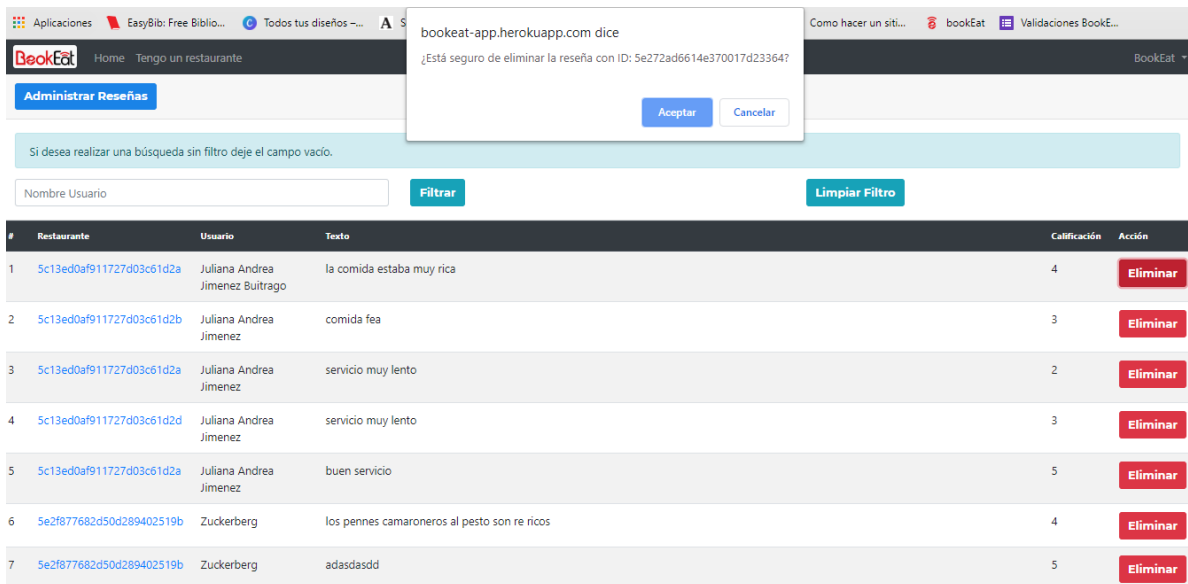 Aplicaciones EasyBib: Free Biblio... Todos tus diseños –... Como hacer un siti... bookEat Validaciones BookE...
bookeat-app.herokuapp.com dice
¿Está seguro de eliminar la reseña con ID: 5e272ad6614e370017d23364?
Aceptar Cancelar
BookEat Home Tengo un restaurante BookEat
Administrar Reseñas
Si desea realizar una búsqueda sin filtro deje el campo vacío.
Nombre Usuario Filtrar Limpiar Filtro
# Restaurante Usuario Texto Calificación Acción
1 5c13ed0af911727d03c61d2a Juliana Andrea la comida estaba muy rica 4 Eliminar
Jimenez Buitrago
2 5c13ed0af911727d03c61d2b Juliana Andrea comida fea 3 Eliminar
Jimenez
3 5c13ed0af911727d03c61d2a Juliana Andrea servicio muy lento 2 Eliminar
Jimenez
4 5c13ed0af911727d03c61d2d Juliana Andrea servicio muy lento 3 Eliminar
Jimenez
5 5c13ed0af911727d03c61d2a Juliana Andrea buen servicio 5 Eliminar
Jimenez
6 5e2f877682d50d289402519b Zuckerberg los pennes camaroneros al pesto son re ricos 4 Eliminar
7 5e2f877682d50d289402519b Zuckerberg adasdasdd 5 Eliminar